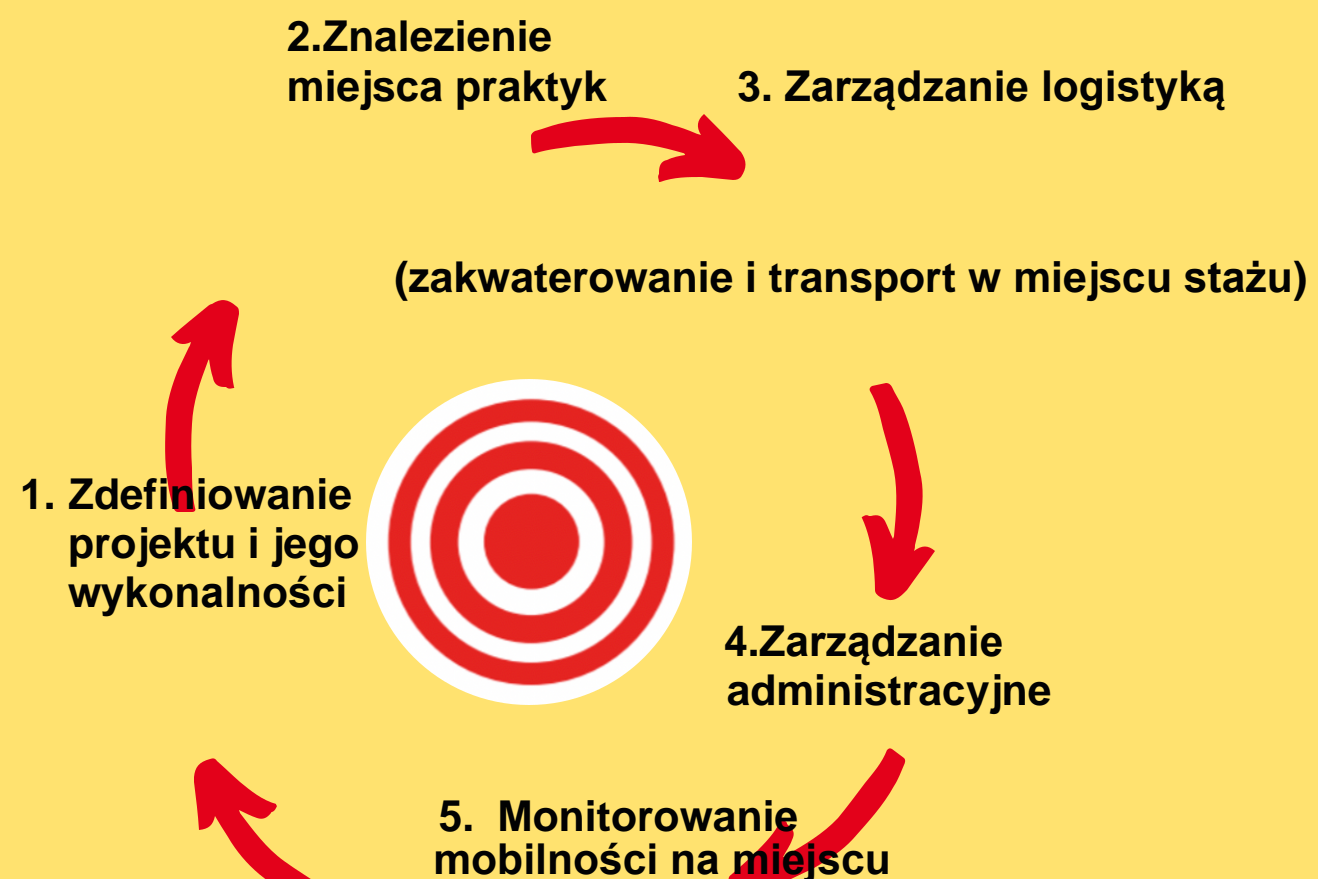 1. Zdefiniowanie
projektu i jego
wykonalności
2.Znalezienie
miejsca praktyk
3. Zarządzanie logistyką
(zakwaterowanie i transport w miejscu stażu)
4.Zarządzanie
administracyjne
5. Monitorowanie
mobilności na miejscu